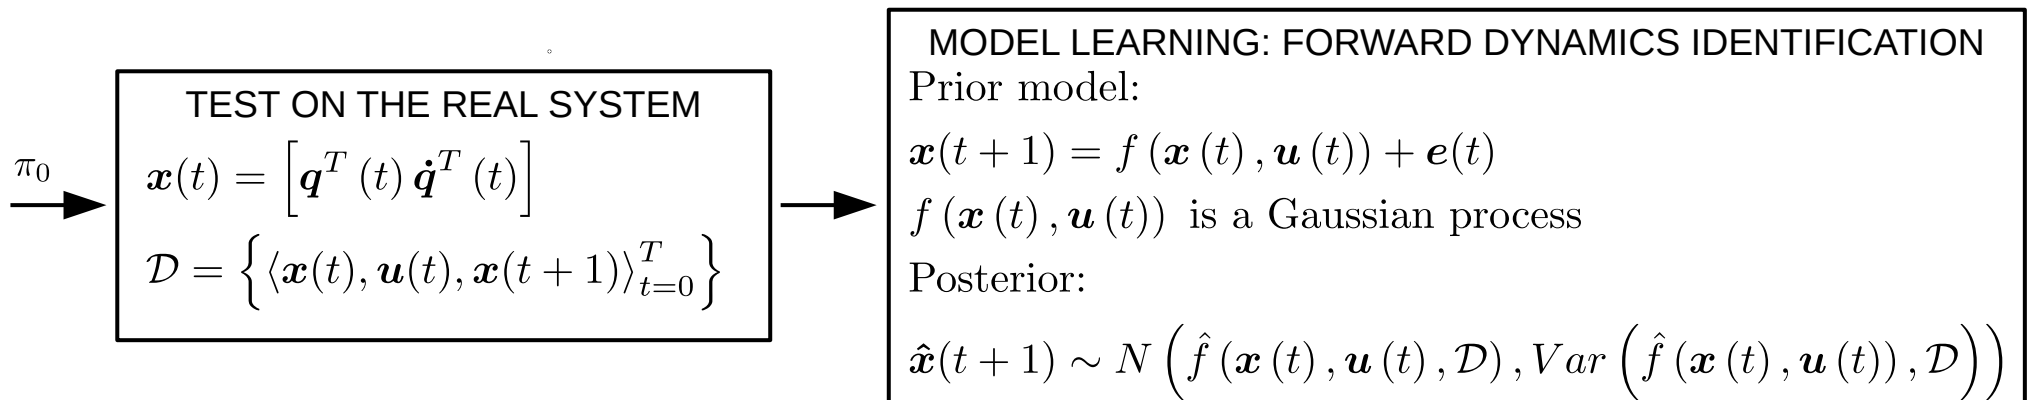 π₀
TEST ON THE REAL SYSTEM
x(t) = [q^T (t) q̇^T (t)]
𝒟 = {⟨x(t), u(t), x(t + 1)⟩_{t=0}^T}
MODEL LEARNING: FORWARD DYNAMICS IDENTIFICATION
Prior model:
x(t + 1) = f (x (t) , u (t)) + e(t)
f (x (t) , u (t)) is a Gaussian process
Posterior:
x̂(t + 1) ∼ N (f̂ (x (t) , u (t) , 𝒟) , Var (f̂ (x (t) , u (t)) , 𝒟))